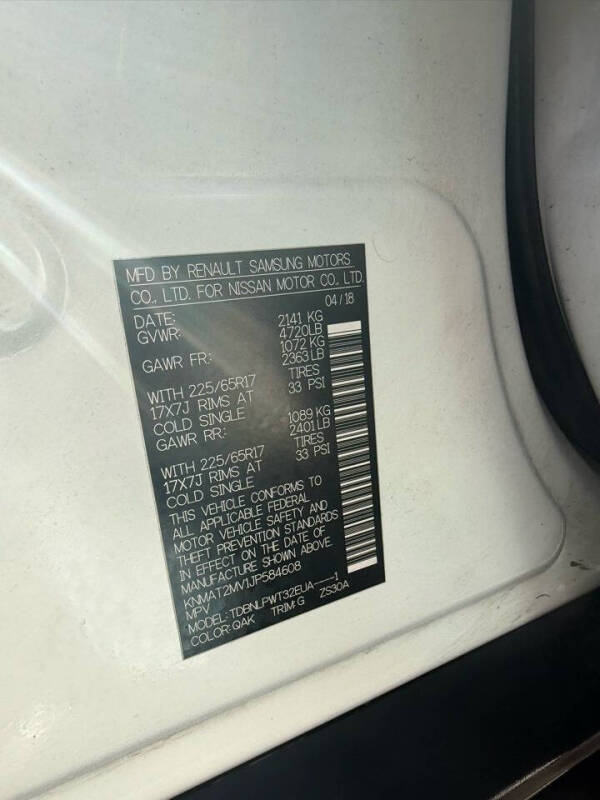 MFD BY RENAULT SAMSUNG MOTORS
CO., LTD. FOR NISSAN MOTOR CO., LTD.
DATE: 04/18
GVWR: 2141 KG
4720LB
GAWR FR: 1072 KG
2363LB
WITH 225/65R17 TIRES
17X7J RIMS AT 33 PSI
COLD SINGLE
GAWR RR: 1089 KG
2401LB
WITH 225/65R17 TIRES
17X7J RIMS AT 33 PSI
COLD SINGLE
THIS VEHICLE CONFORMS TO
ALL APPLICABLE FEDERAL
MOTOR VEHICLE SAFETY AND
THEFT PREVENTION STANDARDS
IN EFFECT ON THE DATE OF
MANUFACTURE SHOWN ABOVE.
KNMAT2MV1JP584608
MPV
MODEL: TDBNLPWT32EUA-----1
COLOR: QAK TRIM: G ZS30A